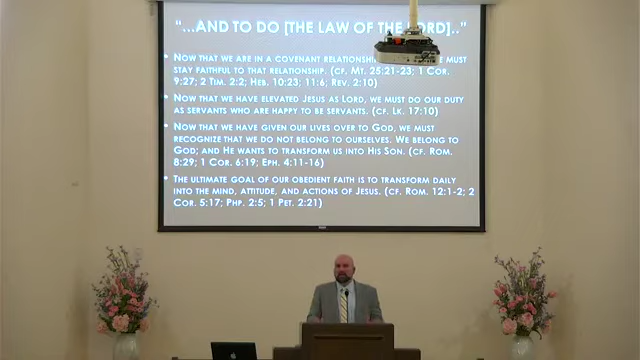 "...AND TO DO [THE LAW OF THE LORD].."
• NOW THAT WE ARE IN A COVENANT RELATIONSHIP WE MUST
STAY FAITHFUL TO THAT RELATIONSHIP. (CF. MT. 25:21-23; 1 COR.
9:27; 2 TIM. 2:2; HEB. 10:23; 11:6, REV. 2:10)
• NOW THAT WE HAVE ELEVATED JESUS AS LORD, WE MUST DO OUR DUTY
AS SERVANTS WHO ARE HAPPY TO BE SERVANTS. (CF. LK. 17:10)
• NOW THAT WE HAVE GIVEN OUR LIVES OVER TO GOD, WE MUST
RECOGNIZE THAT WE DO NOT BELONG TO OURSELVES. WE BELONG TO
GOD; AND HE WANTS TO TRANSFORM US INTO HIS SON. (CF. ROM.
8:29; 1 COR. 6:19; EPH. 4:11-16)
• THE ULTIMATE GOAL OF OUR OBEDIENT FAITH IS TO TRANSFORM DAILY
INTO THE MIND, ATTITUDE, AND ACTIONS OF JESUS. (CF. ROM. 12:1-2; 2
COR. 5:17; PHP. 2:5; 1 PET. 2:21)